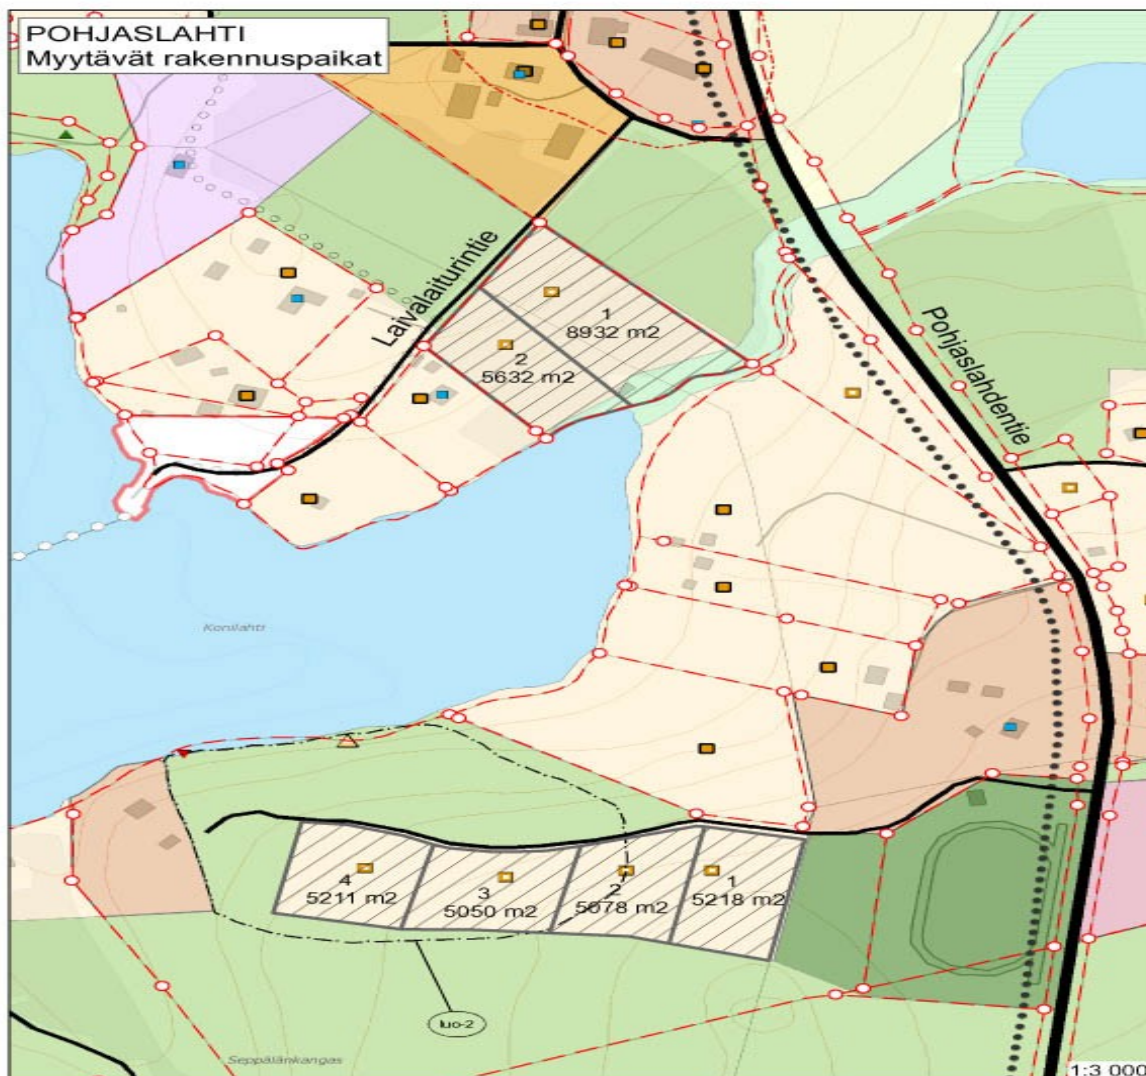 POHJASLAHTI
Myytävät rakennuspaikat
Laivalaiturintie
1
8932 m2
2
5632 m2
Pohjaslahdentie
Konilahti
4
5211 m2
3
5050 m2
2
5078 m2
1
5218 m2
luo-2
Seppälänkangas
1:3 000